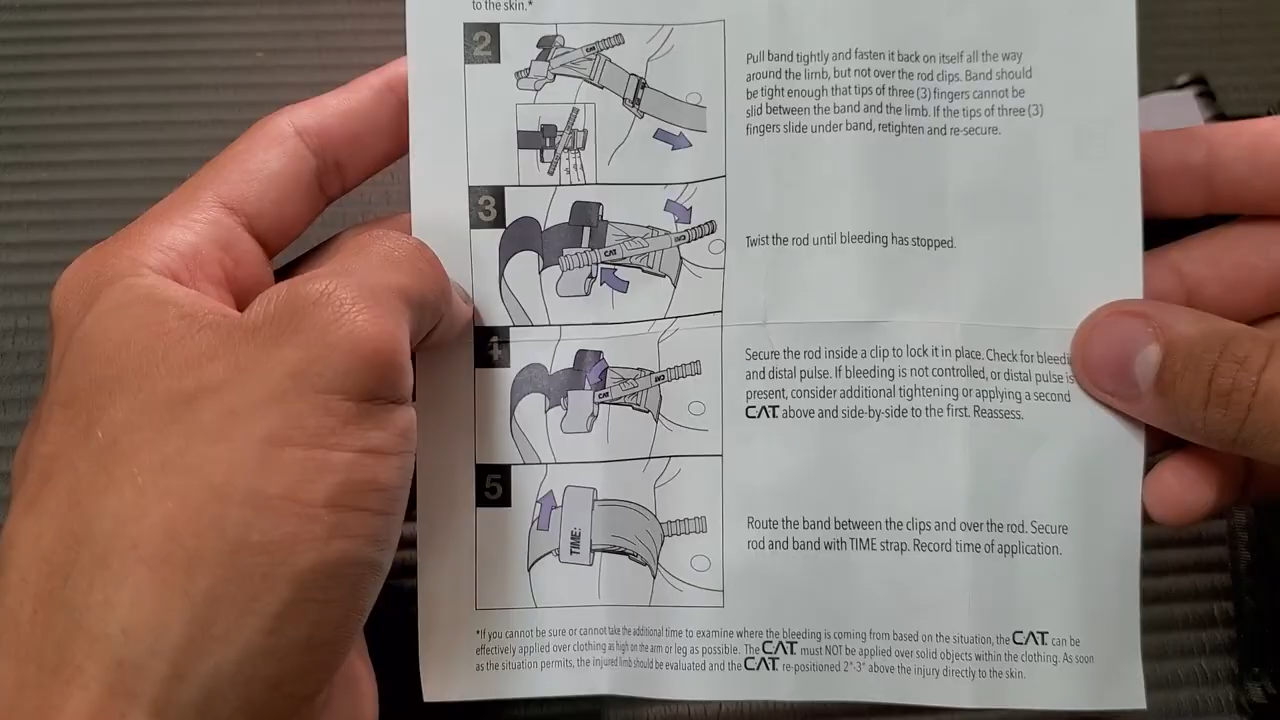 to the skin.*
2
Pull band tightly and fasten it back on itself all the way
around the limb, but not over the rod clips. Band should
be tight enough that tips of three (3) fingers cannot be
slid between the band and the limb. If the tips of three (3)
fingers slide under band, retighten and re-secure.
CAT
3
Twist the rod until bleeding has stopped.
CAT
CAT
4
Secure the rod inside a clip to lock it in place. Check for bleedi
and distal pulse. If bleeding is not controlled, or distal pulse is
present, consider additional tightening or applying a second
CAT above and side-by-side to the first. Reassess.
CAT
CAT
5
TIME:
Route the band between the clips and over the rod. Secure
rod and band with TIME strap. Record time of application.
*If you cannot be sure or cannot take the additional time to examine where the bleeding is coming from based on the situation, the CAT can be
effectively applied over clothing as high on the arm or leg as possible. The CAT must NOT be applied over solid objects within the clothing. As soon
as the situation permits, the injured limb should be evaluated and the CAT re-positioned 2"-3" above the injury directly to the skin.